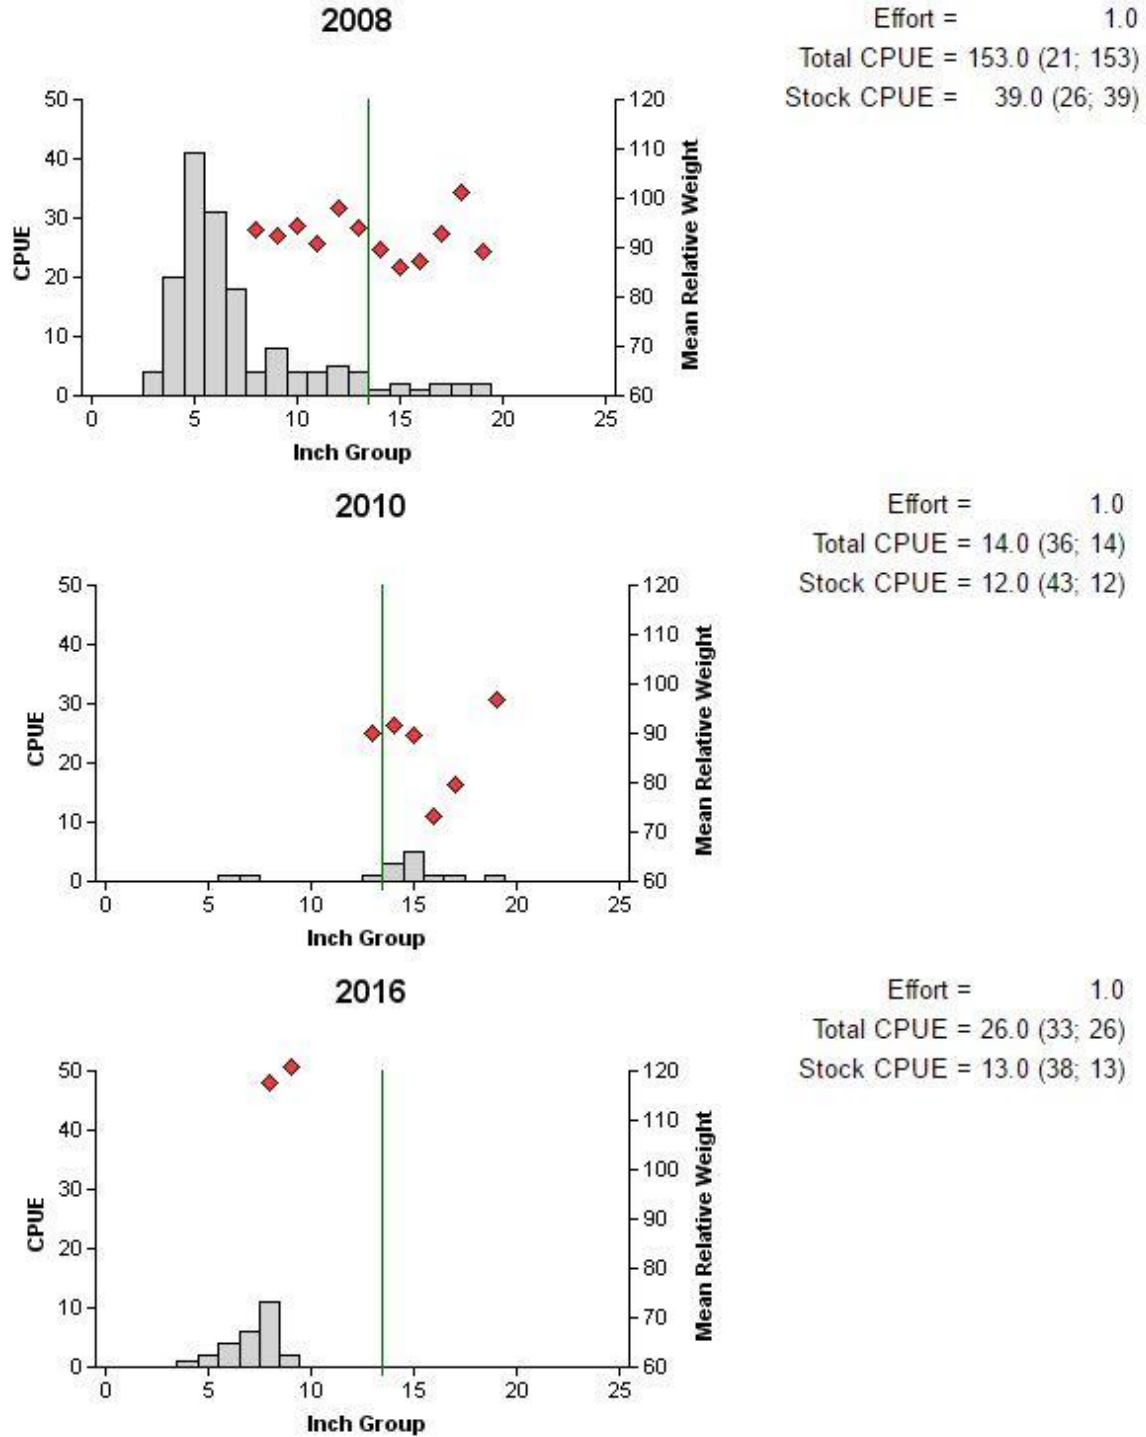 2008
Effort = 1.0
Total CPUE = 153.0 (21; 153)
Stock CPUE = 39.0 (26; 39)
50
40
30
20
10
0
CPUE
120
110
100
90
80
70
60
Mean Relative Weight
0 5 10 15 20 25
Inch Group
2010
Effort = 1.0
Total CPUE = 14.0 (36; 14)
Stock CPUE = 12.0 (43; 12)
50
40
30
20
10
0
CPUE
120
110
100
90
80
70
60
Mean Relative Weight
0 5 10 15 20 25
Inch Group
2016
Effort = 1.0
Total CPUE = 26.0 (33; 26)
Stock CPUE = 13.0 (38; 13)
50
40
30
20
10
0
CPUE
120
110
100
90
80
70
60
Mean Relative Weight
0 5 10 15 20 25
Inch Group